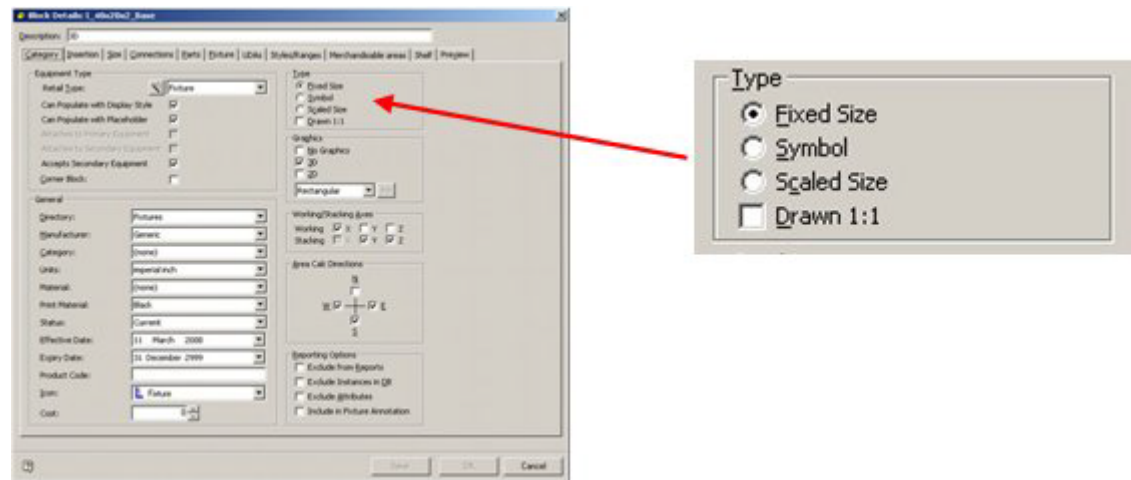 Block Details: 1_40x20x2_Base
Description: 3D
Category Insertion Size Connections Parts Fixture UDAs Styles/Ranges Merchandisable areas Shelf Preview
Equipment Type
Retail Type: Fixture
Can Populate with Display Style
Can Populate with Placeholder
Attaches to Primary Equipment
Attaches to Secondary Equipment
Accepts Secondary Equipment
Corner Block:
General
Directory: Fixtures
Manufacturer: Generic
Category: (none)
Units: imperial inch
Material: (none)
Print Material: Black
Status: Current
Effective Date: 11 March 2008
Expiry Date: 31 December 2999
Product Code:
Icon: Fixture
Cost: 0
Type
Fixed Size
Symbol
Scaled Size
Drawn 1:1
Graphics
No Graphics
3D
2D
Rectangular
Working/Stacking Axes
Working X Y Z
Stacking X Y Z
Area Calc Directions
N
W E
S
Reporting Options
Exclude from Reports
Exclude Instances in QR
Exclude Attributes
Include in Fixture Annotation
Save OK Cancel
Type
Fixed Size
Symbol
Scaled Size
Drawn 1:1